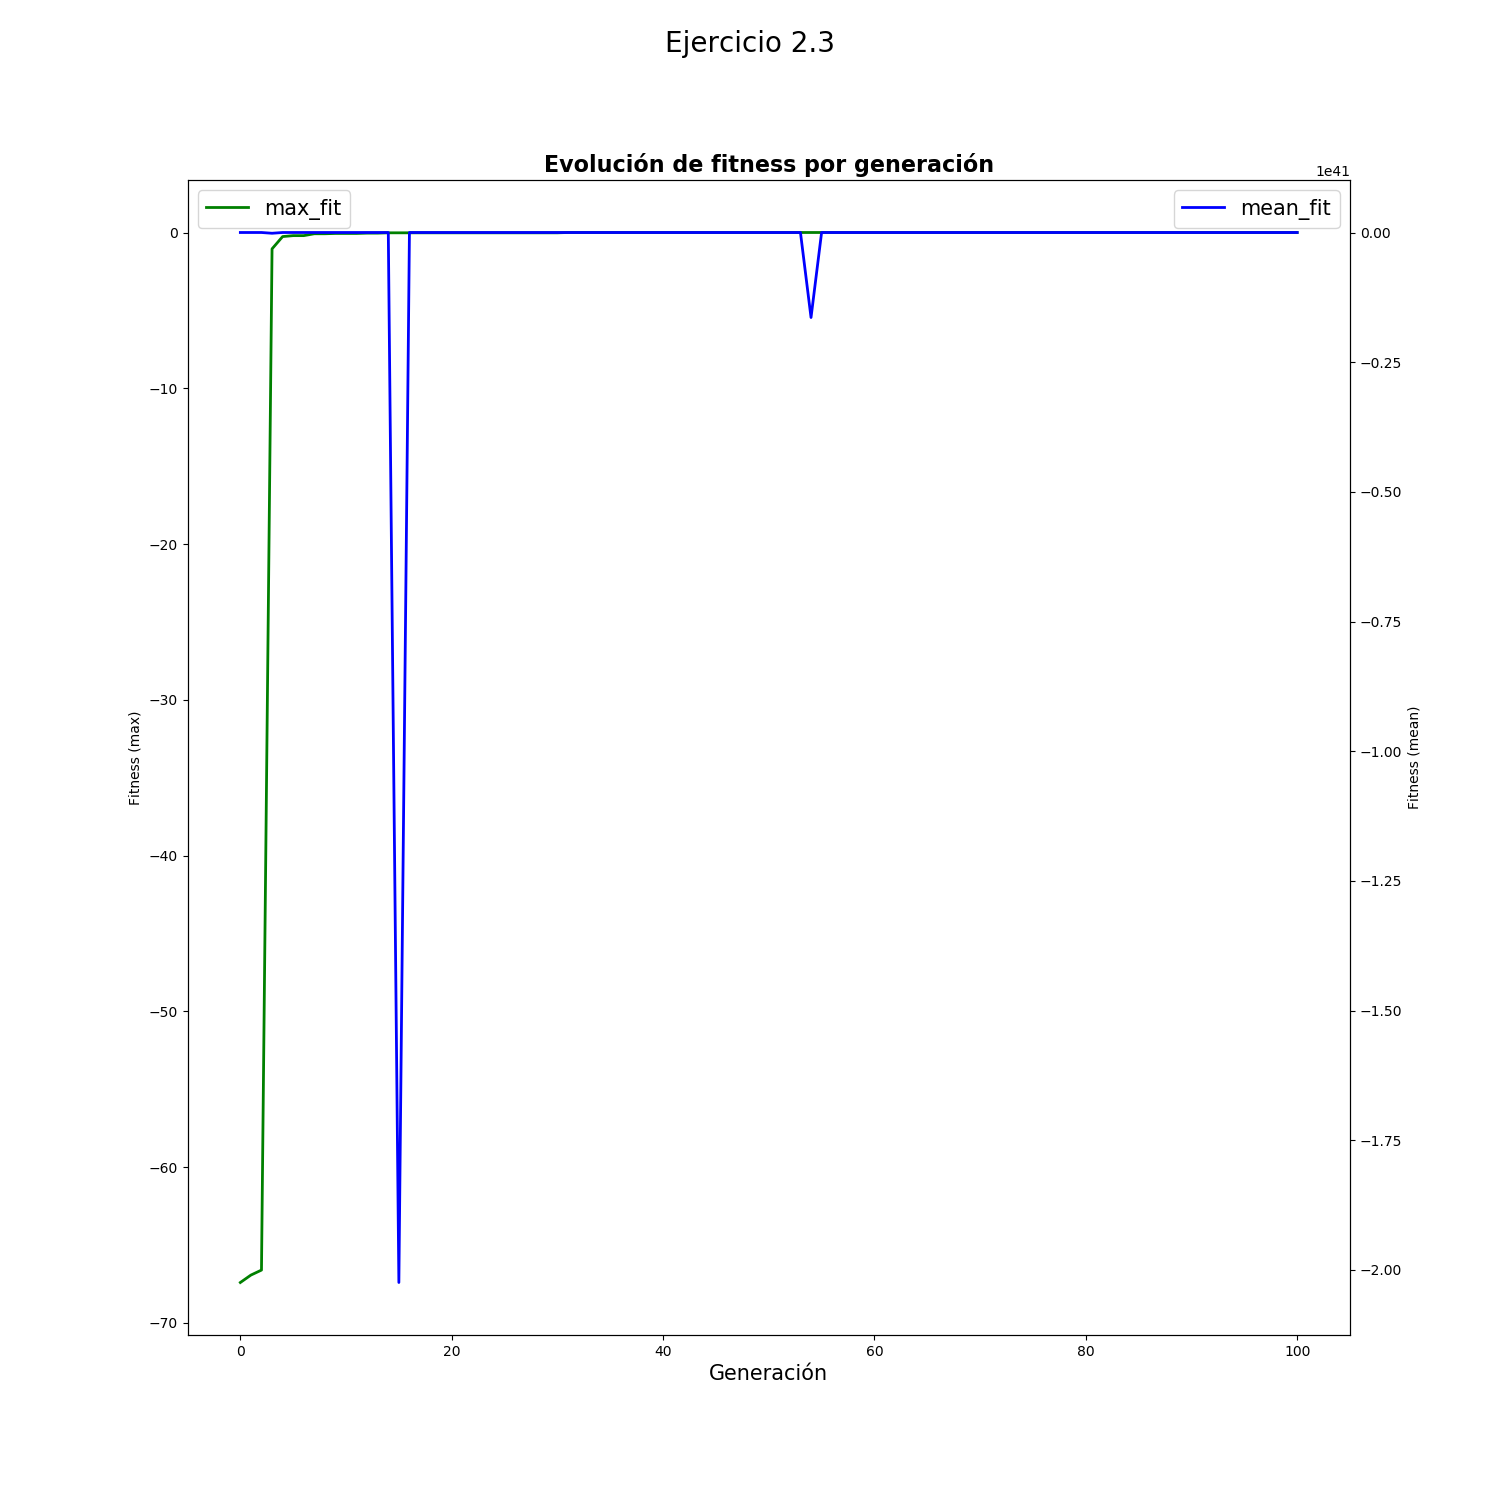 Ejercicio 2.3
Evolución de fitness por generación
1e41
max_fit
mean_fit
0
−10
−20
−30
−40
−50
−60
−70
Fitness (max)
0.00
−0.25
−0.50
−0.75
−1.00
−1.25
−1.50
−1.75
−2.00
Fitness (mean)
0 20 40 60 80 100
Generación